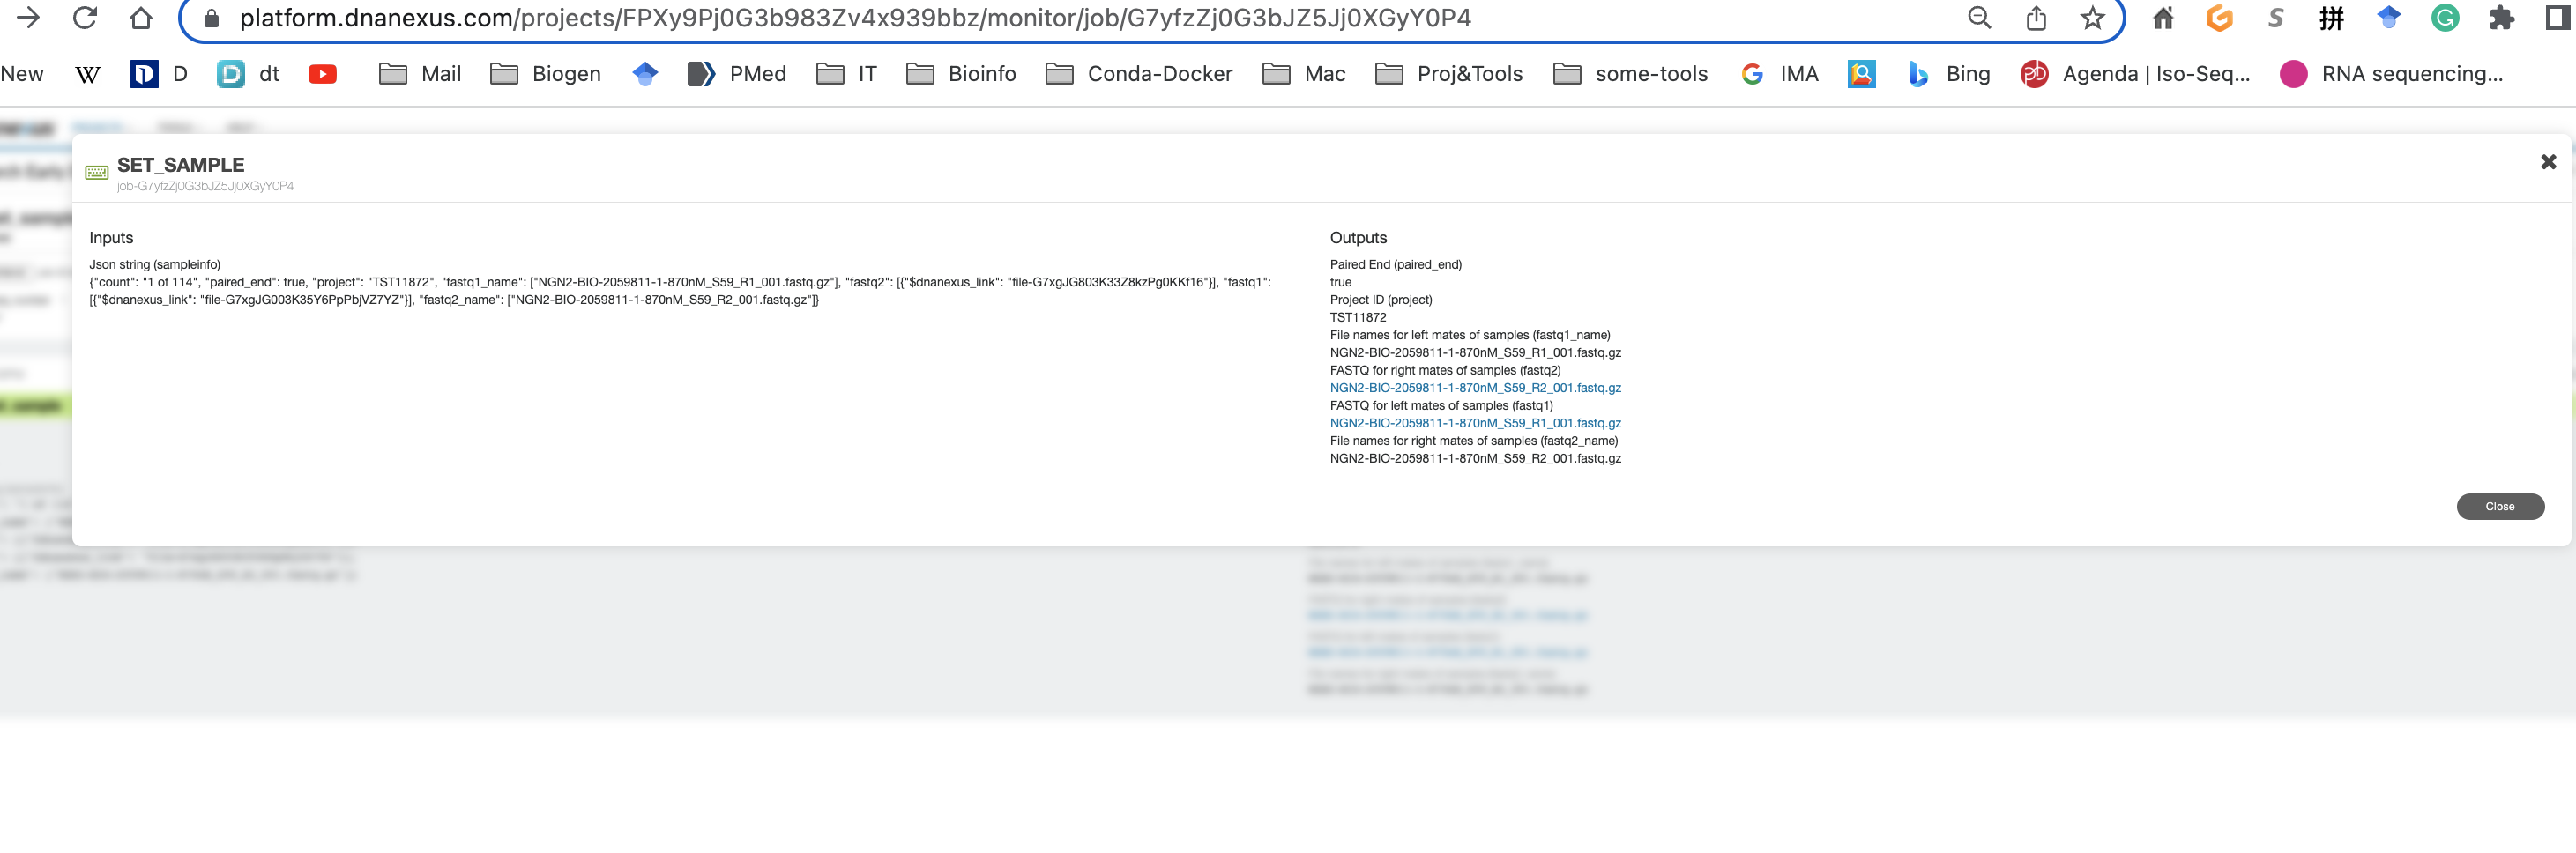 platform.dnanexus.com/projects/FPXy9Pj0G3b983Zv4x939bbz/monitor/job/G7yfzZj0G3bJZ5Jj0XGyY0P4
New W D dt Mail Biogen PMed IT Bioinfo Conda-Docker Mac Proj&Tools some-tools IMA Bing Agenda | Iso-Seq... RNA sequencing...
SET_SAMPLE
job-G7yfzZj0G3bJZ5Jj0XGyY0P4
Inputs
Json string (sampleinfo)
{"count": "1 of 114", "paired_end": true, "project": "TST11872", "fastq1_name": ["NGN2-BIO-2059811-1-870nM_S59_R1_001.fastq.gz"], "fastq2": [{"$dnanexus_link": "file-G7xgJG803K33Z8kzPg0KKf16"}], "fastq1":
[{"$dnanexus_link": "file-G7xgJG003K35Y6PpPbjVZ7YZ"}], "fastq2_name": ["NGN2-BIO-2059811-1-870nM_S59_R2_001.fastq.gz"]}
Outputs
Paired End (paired_end)
true
Project ID (project)
TST11872
File names for left mates of samples (fastq1_name)
NGN2-BIO-2059811-1-870nM_S59_R1_001.fastq.gz
FASTQ for right mates of samples (fastq2)
NGN2-BIO-2059811-1-870nM_S59_R2_001.fastq.gz
FASTQ for left mates of samples (fastq1)
NGN2-BIO-2059811-1-870nM_S59_R1_001.fastq.gz
File names for right mates of samples (fastq2_name)
NGN2-BIO-2059811-1-870nM_S59_R2_001.fastq.gz
Close